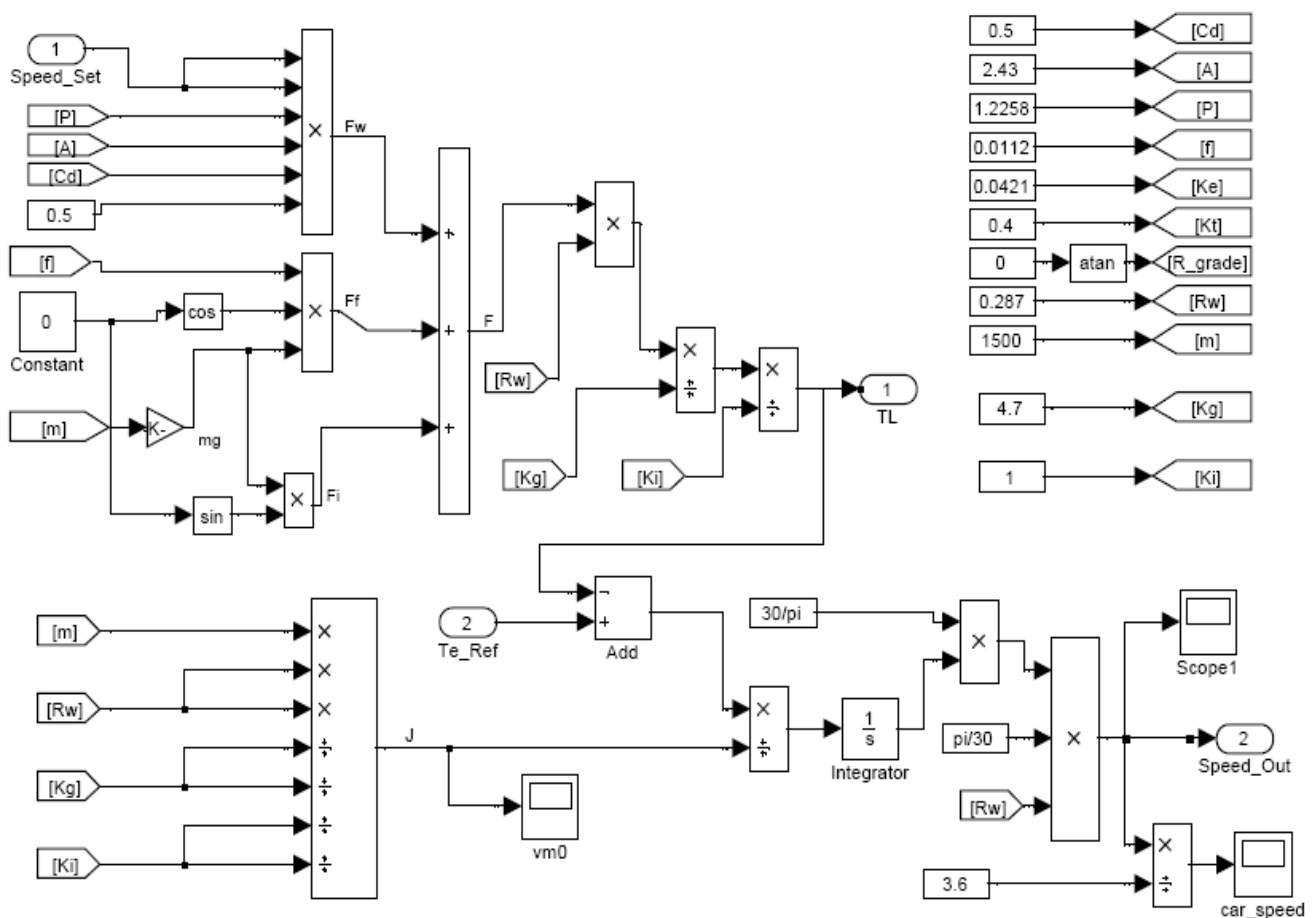 1
Speed_Set
[P]
[A]
[Cd]
0.5
×
Fw
[f]
0
Constant
cos
×
Ff
[m]
-K-
mg
sin
×
Fi
+
+
+
F
[Rw]
×
[Kg]
×
÷
[Ki]
×
÷
1
TL
0.5
[Cd]
2.43
[A]
1.2258
[P]
0.0112
[f]
0.0421
[Ke]
0.4
[Kt]
0
atan
[R_grade]
0.287
[Rw]
1500
[m]
4.7
[Kg]
1
[Ki]
[m]
[Rw]
[Kg]
[Ki]
×
×
×
÷
÷
÷
÷
J
vm0
2
Te_Ref
-
+
Add
×
÷
1
s
Integrator
30/pi
×
pi/30
[Rw]
×
Scope1
2
Speed_Out
3.6
×
÷
car_speed